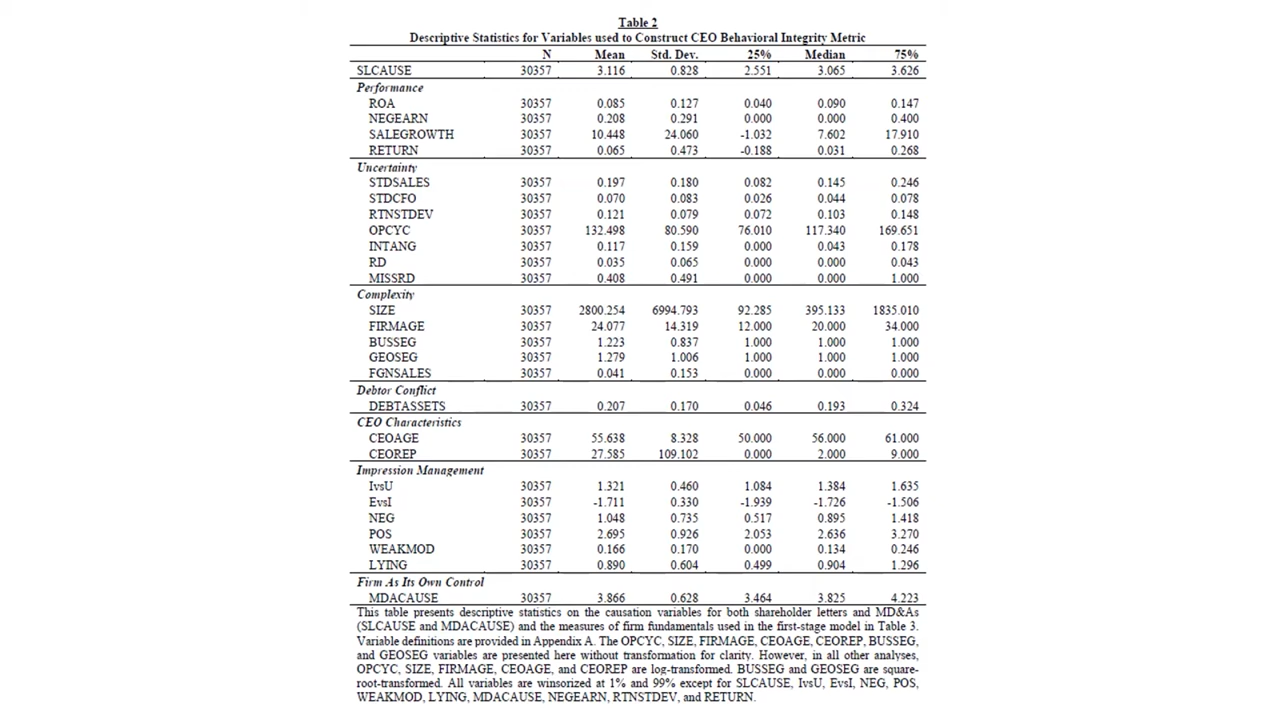 Table 2
Descriptive Statistics for Variables used to Construct CEO Behavioral Integrity Metric
N Mean Std. Dev. 25% Median 75%
SLCAUSE 30357 3.116 0.828 2.551 3.065 3.626
Performance
ROA 30357 0.085 0.127 0.040 0.090 0.147
NEGEARN 30357 0.208 0.291 0.000 0.000 0.400
SALEGROWTH 30357 10.448 24.060 -1.032 7.602 17.910
RETURN 30357 0.065 0.473 -0.188 0.031 0.268
Uncertainty
STDSALES 30357 0.197 0.180 0.082 0.145 0.246
STDCFO 30357 0.070 0.083 0.026 0.044 0.078
RTNSTDEV 30357 0.121 0.079 0.072 0.103 0.148
OPCYC 30357 132.498 80.590 76.010 117.340 169.651
INTANG 30357 0.117 0.159 0.000 0.043 0.178
RD 30357 0.035 0.065 0.000 0.000 0.043
MISSRD 30357 0.408 0.491 0.000 0.000 1.000
Complexity
SIZE 30357 2800.254 6994.793 92.285 395.133 1835.010
FIRMAGE 30357 24.077 14.319 12.000 20.000 34.000
BUSSEG 30357 1.223 0.837 1.000 1.000 1.000
GEOSEG 30357 1.279 1.006 1.000 1.000 1.000
FGNSALES 30357 0.041 0.153 0.000 0.000 0.000
Debtor Conflict
DEBTASSETS 30357 0.207 0.170 0.046 0.193 0.324
CEO Characteristics
CEOAGE 30357 55.638 8.328 50.000 56.000 61.000
CEOREP 30357 27.585 109.102 0.000 2.000 9.000
Impression Management
IvsU 30357 1.321 0.460 1.084 1.384 1.635
EvsI 30357 -1.711 0.330 -1.939 -1.726 -1.506
NEG 30357 1.048 0.735 0.517 0.895 1.418
POS 30357 2.695 0.926 2.053 2.636 3.270
WEAKMOD 30357 0.166 0.170 0.000 0.134 0.246
LYING 30357 0.890 0.604 0.499 0.904 1.296
Firm As Its Own Control
MDACAUSE 30357 3.866 0.628 3.464 3.825 4.223
This table presents descriptive statistics on the causation variables for both shareholder letters and MD&As
(SLCAUSE and MDACAUSE) and the measures of firm fundamentals used in the first-stage model in Table 3.
Variable definitions are provided in Appendix A. The OPCYC, SIZE, FIRMAGE, CEOAGE, CEOREP, BUSSEG,
and GEOSEG variables are presented here without transformation for clarity. However, in all other analyses,
OPCYC, SIZE, FIRMAGE, CEOAGE, and CEOREP are log-transformed. BUSSEG and GEOSEG are square-
root-transformed. All variables are winsorized at 1% and 99% except for SLCAUSE, IvsU, EvsI, NEG, POS,
WEAKMOD, LYING, MDACAUSE, NEGEARN, RTNSTDEV, and RETURN.